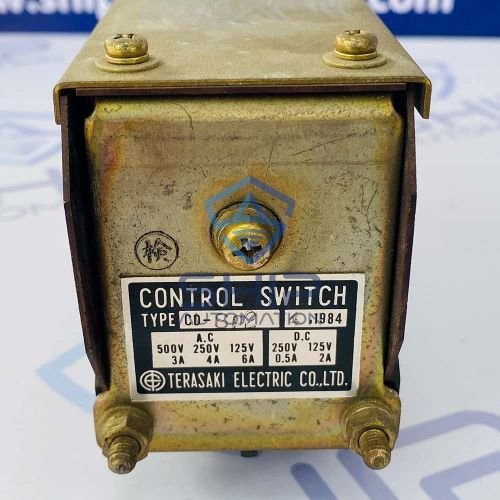 検
CONTROL SWITCH
TYPE 1984
A.C D.C
500V 250V 125V 250V 125V
3A 4A 6A 0.5A 2A
TERASAKI ELECTRIC CO.,LTD.